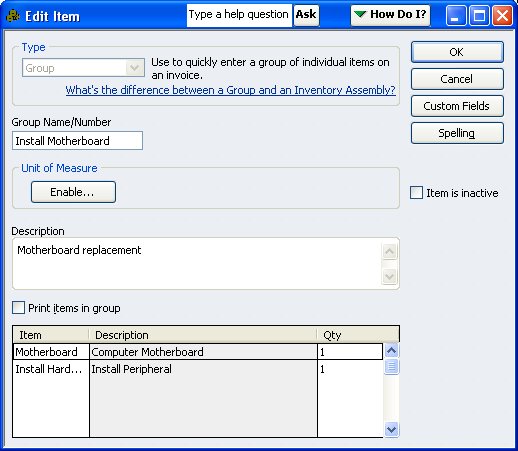 Edit Item
Type a help question
Ask
How Do I?
Type
Group
Use to quickly enter a group of individual items on
an invoice.
What's the difference between a Group and an Inventory Assembly?
OK
Cancel
Custom Fields
Spelling
Group Name/Number
Install Motherboard
Unit of Measure
Enable...
Item is inactive
Description
Motherboard replacement
Print items in group
Item Description Qty
Motherboard Computer Motherboard 1
Install Hard... Install Peripheral 1